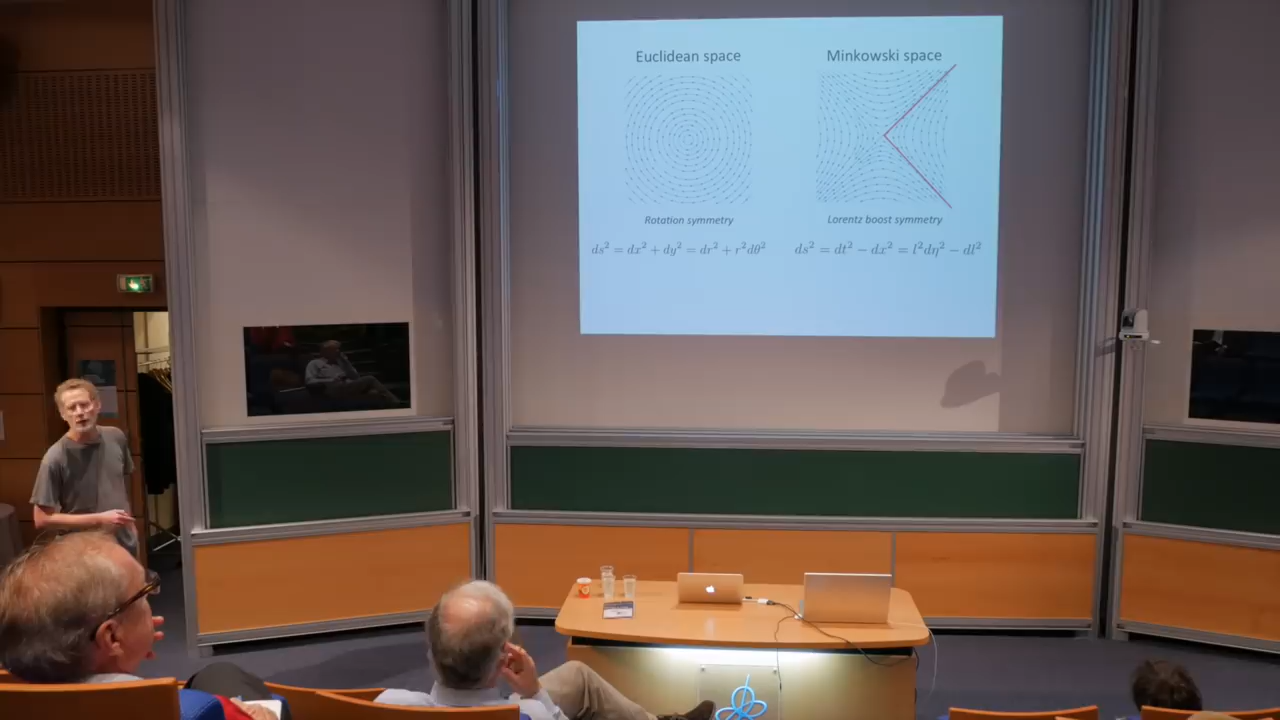 Euclidean space
Minkowski space
Rotation symmetry
Lorentz boost symmetry
ds² = dx² + dy² = dr² + r²dθ²
ds² = dt² − dx² = l²dη² − dl²